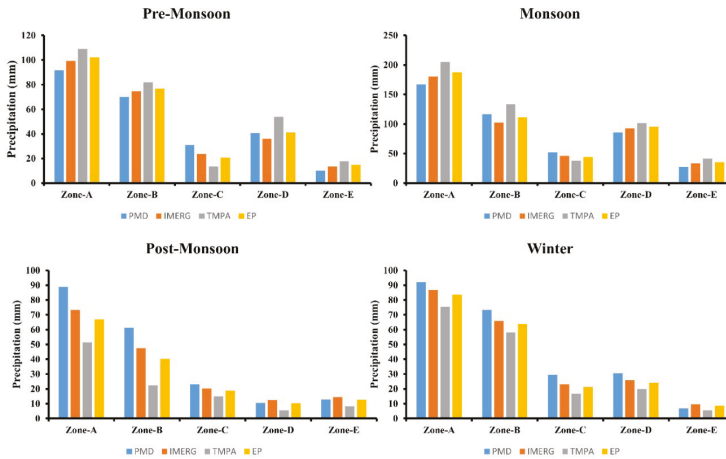 Pre-Monsoon
Precipitation (mm)
120
100
80
60
40
20
0
Zone-A Zone-B Zone-C Zone-D Zone-E
PMD IMERG TMPA EP
Monsoon
Precipitation (mm)
250
200
150
100
50
0
Zone-A Zone-B Zone-C Zone-D Zone-E
PMD IMERG TMPA EP
Post-Monsoon
Precipitation (mm)
100
90
80
70
60
50
40
30
20
10
0
Zone-A Zone-B Zone-C Zone-D Zone-E
PMD IMERG TMPA EP
Winter
Precipitation (mm)
100
90
80
70
60
50
40
30
20
10
0
Zone-A Zone-B Zone-C Zone-D Zone-E
PMD IMERG TMPA EP